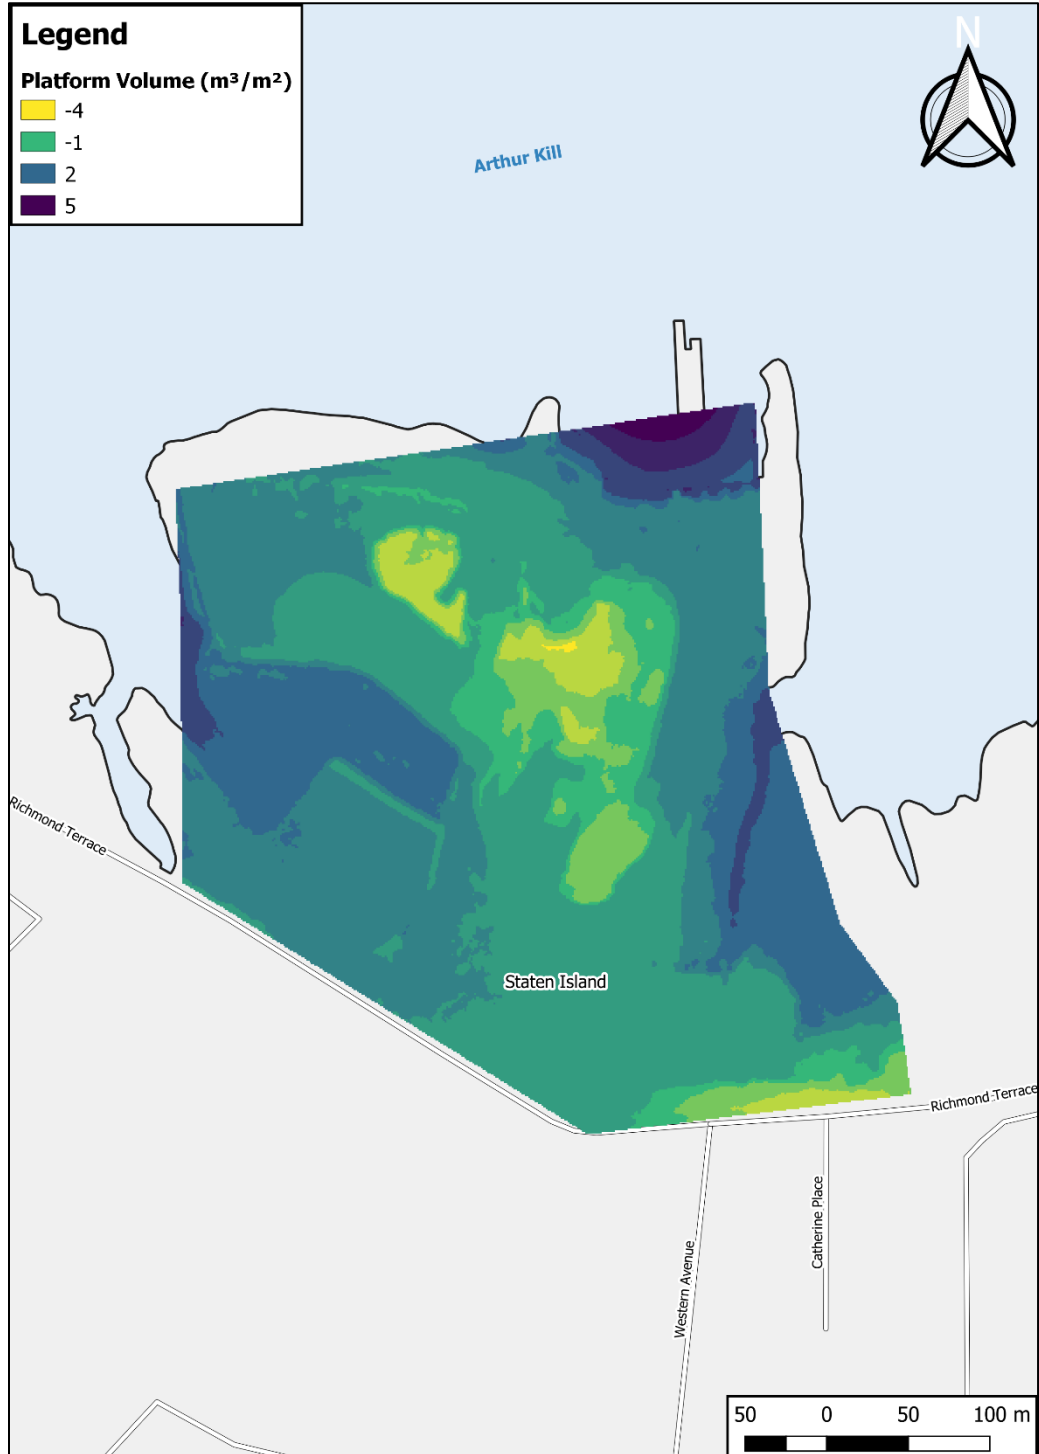 Legend
Platform Volume (m³/m²)
-4
-1
2
5
N
Arthur Kill
Richmond Terrace
Staten Island
Richmond Terrace
Western Avenue
Catherine Place
50 0 50 100 m